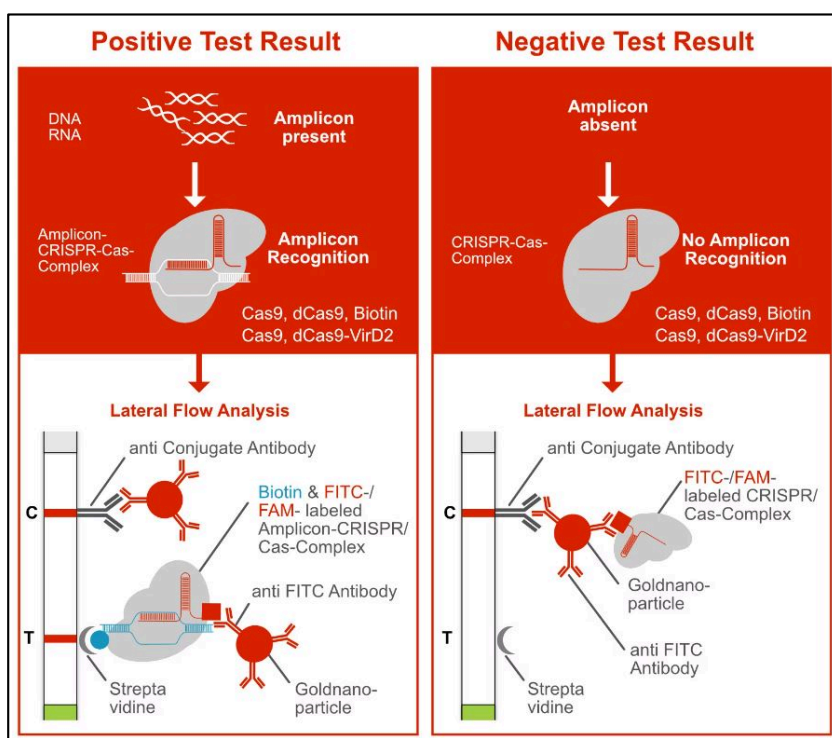 Positive Test Result
DNA
RNA
Amplicon
present
Amplicon-
CRISPR-Cas-
Complex
Amplicon
Recognition
Cas9, dCas9, Biotin
Cas9, dCas9-VirD2
Lateral Flow Analysis
anti Conjugate Antibody
C
Biotin & FITC-/
FAM- labeled
Amplicon-CRISPR/
Cas-Complex
anti FITC Antibody
T
Strepta
vidine
Goldnano-
particle
Negative Test Result
Amplicon
absent
CRISPR-Cas-
Complex
No Amplicon
Recognition
Cas9, dCas9, Biotin
Cas9, dCas9-VirD2
Lateral Flow Analysis
anti Conjugate Antibody
FITC-/FAM-
labeled CRISPR/
Cas-Complex
C
Goldnano-
particle
T
anti FITC
Antibody
Strepta
vidine